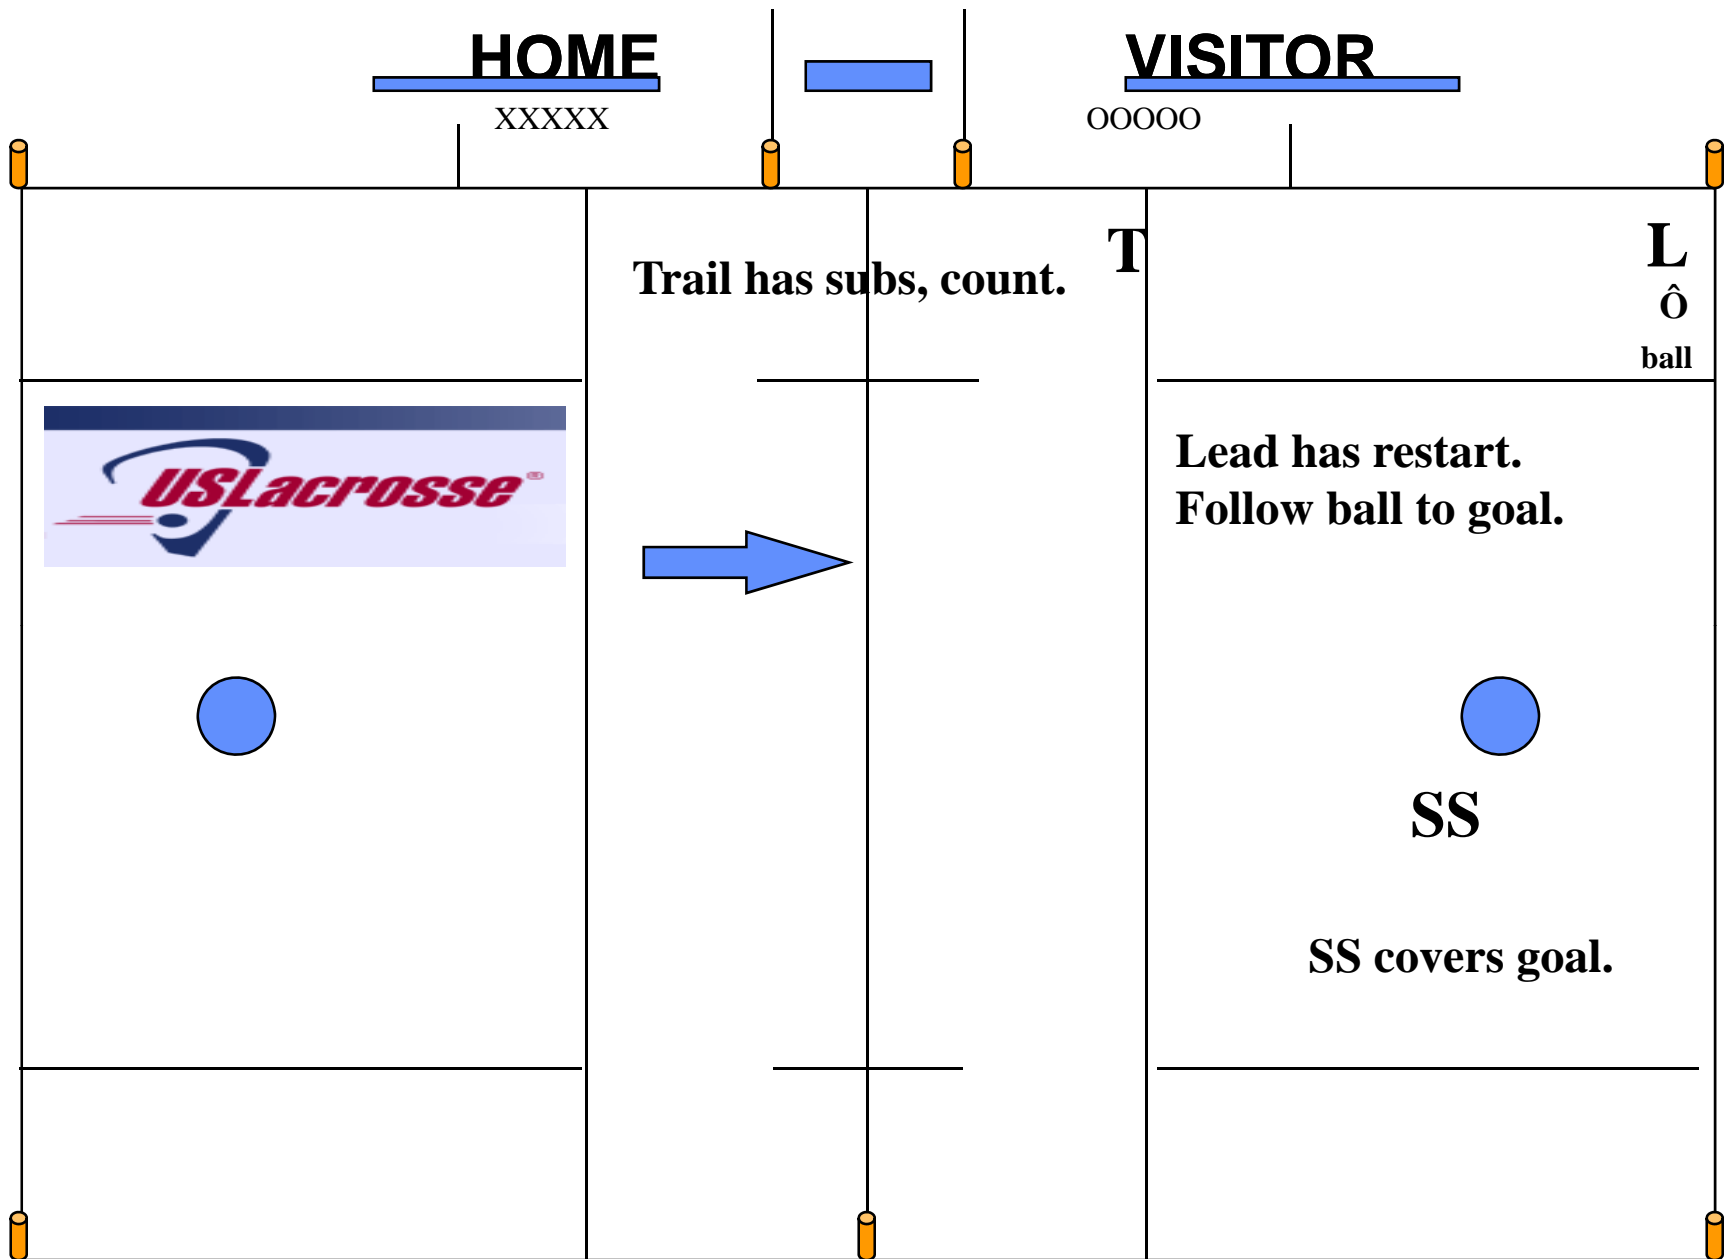 HOME
VISITOR
XXXXX
OOOOO
T
L
Trail has subs, count.
Ô
ball
USLacrosse®
Lead has restart.
Follow ball to goal.
SS
SS covers goal.